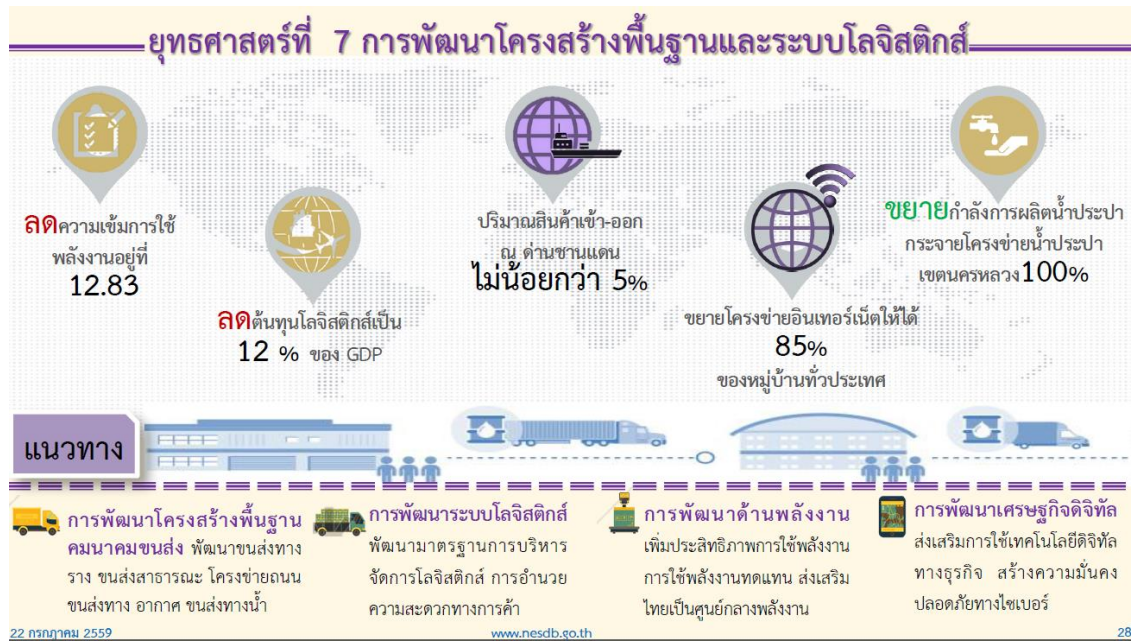 ยุทธศาสตร์ที่ 7 การพัฒนาโครงสร้างพื้นฐานและระบบโลจิสติกส์
ลดความเข้มการใช้
พลังงานอยู่ที่
12.83
ลดต้นทุนโลจิสติกส์เป็น
12 % ของ GDP
ปริมาณสินค้าเข้า-ออก
ณ ด่านชานแดน
ไม่น้อยกว่า 5%
ขยายโครงข่ายอินเทอร์เน็ตให้ได้
85%
ของหมู่บ้านทั่วประเทศ
ขยายกำลังการผลิตน้ำประปา
กระจายโครงข่ายน้ำประปา
เขตนครหลวง100%
แนวทาง
การพัฒนาโครงสร้างพื้นฐาน
คมนาคมขนส่ง พัฒนาขนส่งทาง
ราง ขนส่งสาธารณะ โครงข่ายถนน
ขนส่งทาง อากาศ ขนส่งทางน้ำ
การพัฒนาระบบโลจิสติกส์
พัฒนามาตรฐานการบริหาร
จัดการโลจิสติกส์ การอำนวย
ความสะดวกทางการค้า
การพัฒนาด้านพลังงาน
เพิ่มประสิทธิภาพการใช้พลังงาน
การใช้พลังงานทดแทน ส่งเสริม
ไทยเป็นศูนย์กลางพลังงาน
การพัฒนาเศรษฐกิจดิจิทัล
ส่งเสริมการใช้เทคโนโลยีดิจิทัล
ทางธุรกิจ สร้างความมั่นคง
ปลอดภัยทางไซเบอร์
22 กรกฎาคม 2559
www.nesdb.go.th
28